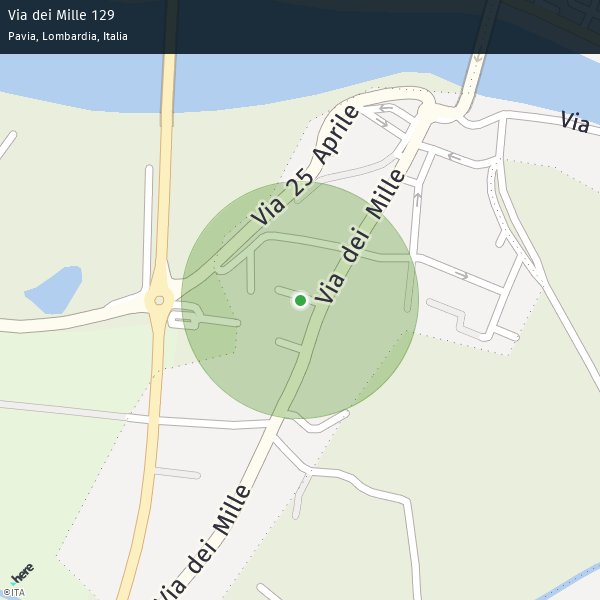 Via dei Mille 129
Pavia, Lombardia, Italia
Via
Via 25 Aprile
Via dei Mille
Via dei Mille
here
©ITA